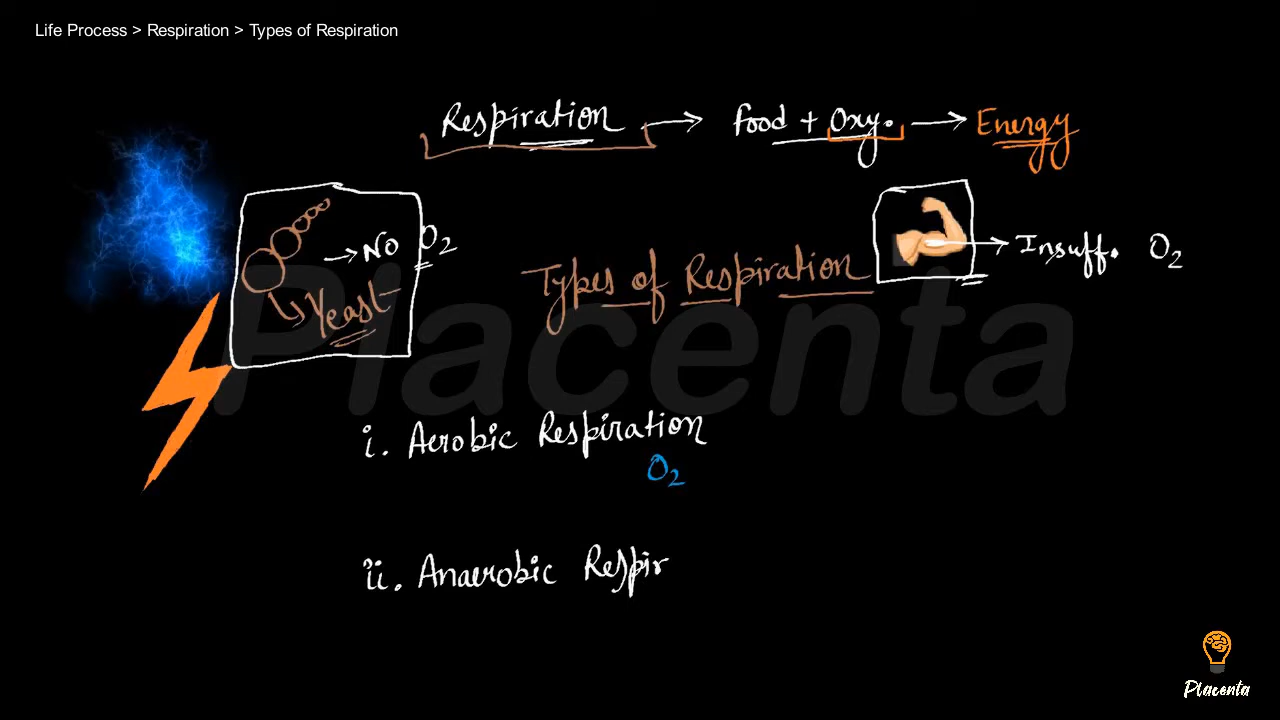 Life Process > Respiration > Types of Respiration
Respiration → Food + Oxy. → Energy
→ No O2
Yeast
Types of Respiration
→ Insuff. O2
Placenta
i. Aerobic Respiration
O2
ii. Anaerobic Respir
Placenta